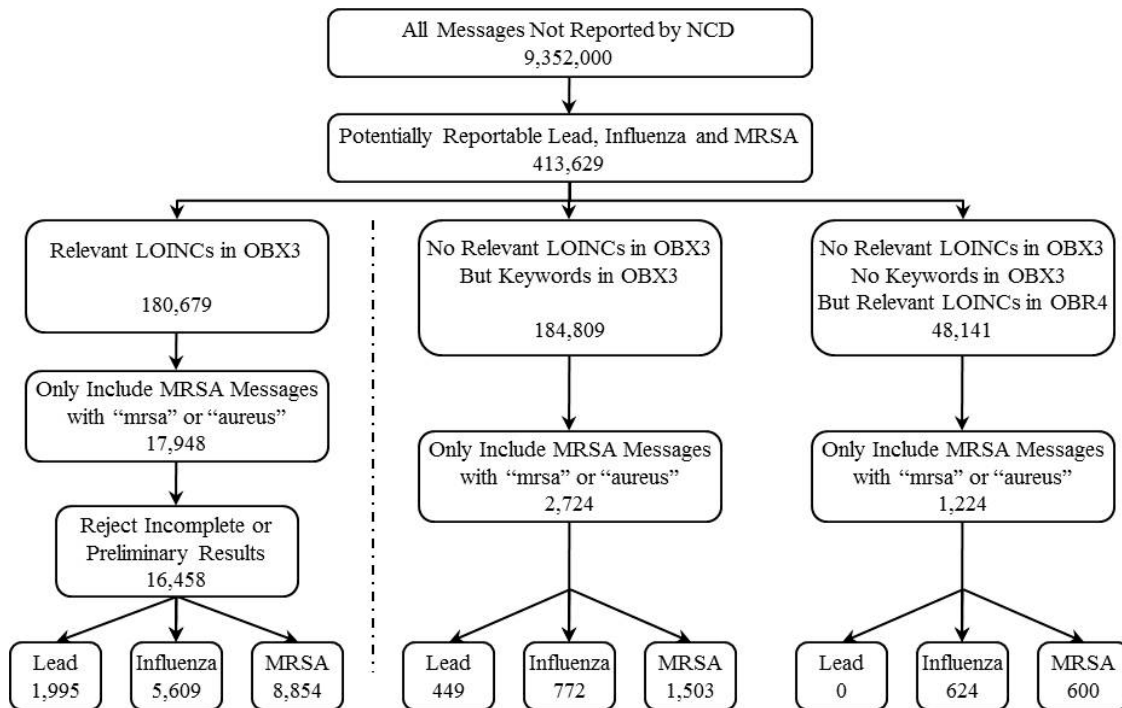 All Messages Not Reported by NCD
9,352,000
Potentially Reportable Lead, Influenza and MRSA
413,629
Relevant LOINCs in OBX3
180,679
No Relevant LOINCs in OBX3
But Keywords in OBX3
184,809
No Relevant LOINCs in OBX3
No Keywords in OBX3
But Relevant LOINCs in OBR4
48,141
Only Include MRSA Messages
with “mrsa” or “aureus”
17,948
Only Include MRSA Messages
with “mrsa” or “aureus”
2,724
Only Include MRSA Messages
with “mrsa” or “aureus”
1,224
Reject Incomplete or
Preliminary Results
16,458
Lead
1,995
Influenza
5,609
MRSA
8,854
Lead
449
Influenza
772
MRSA
1,503
Lead
0
Influenza
624
MRSA
600